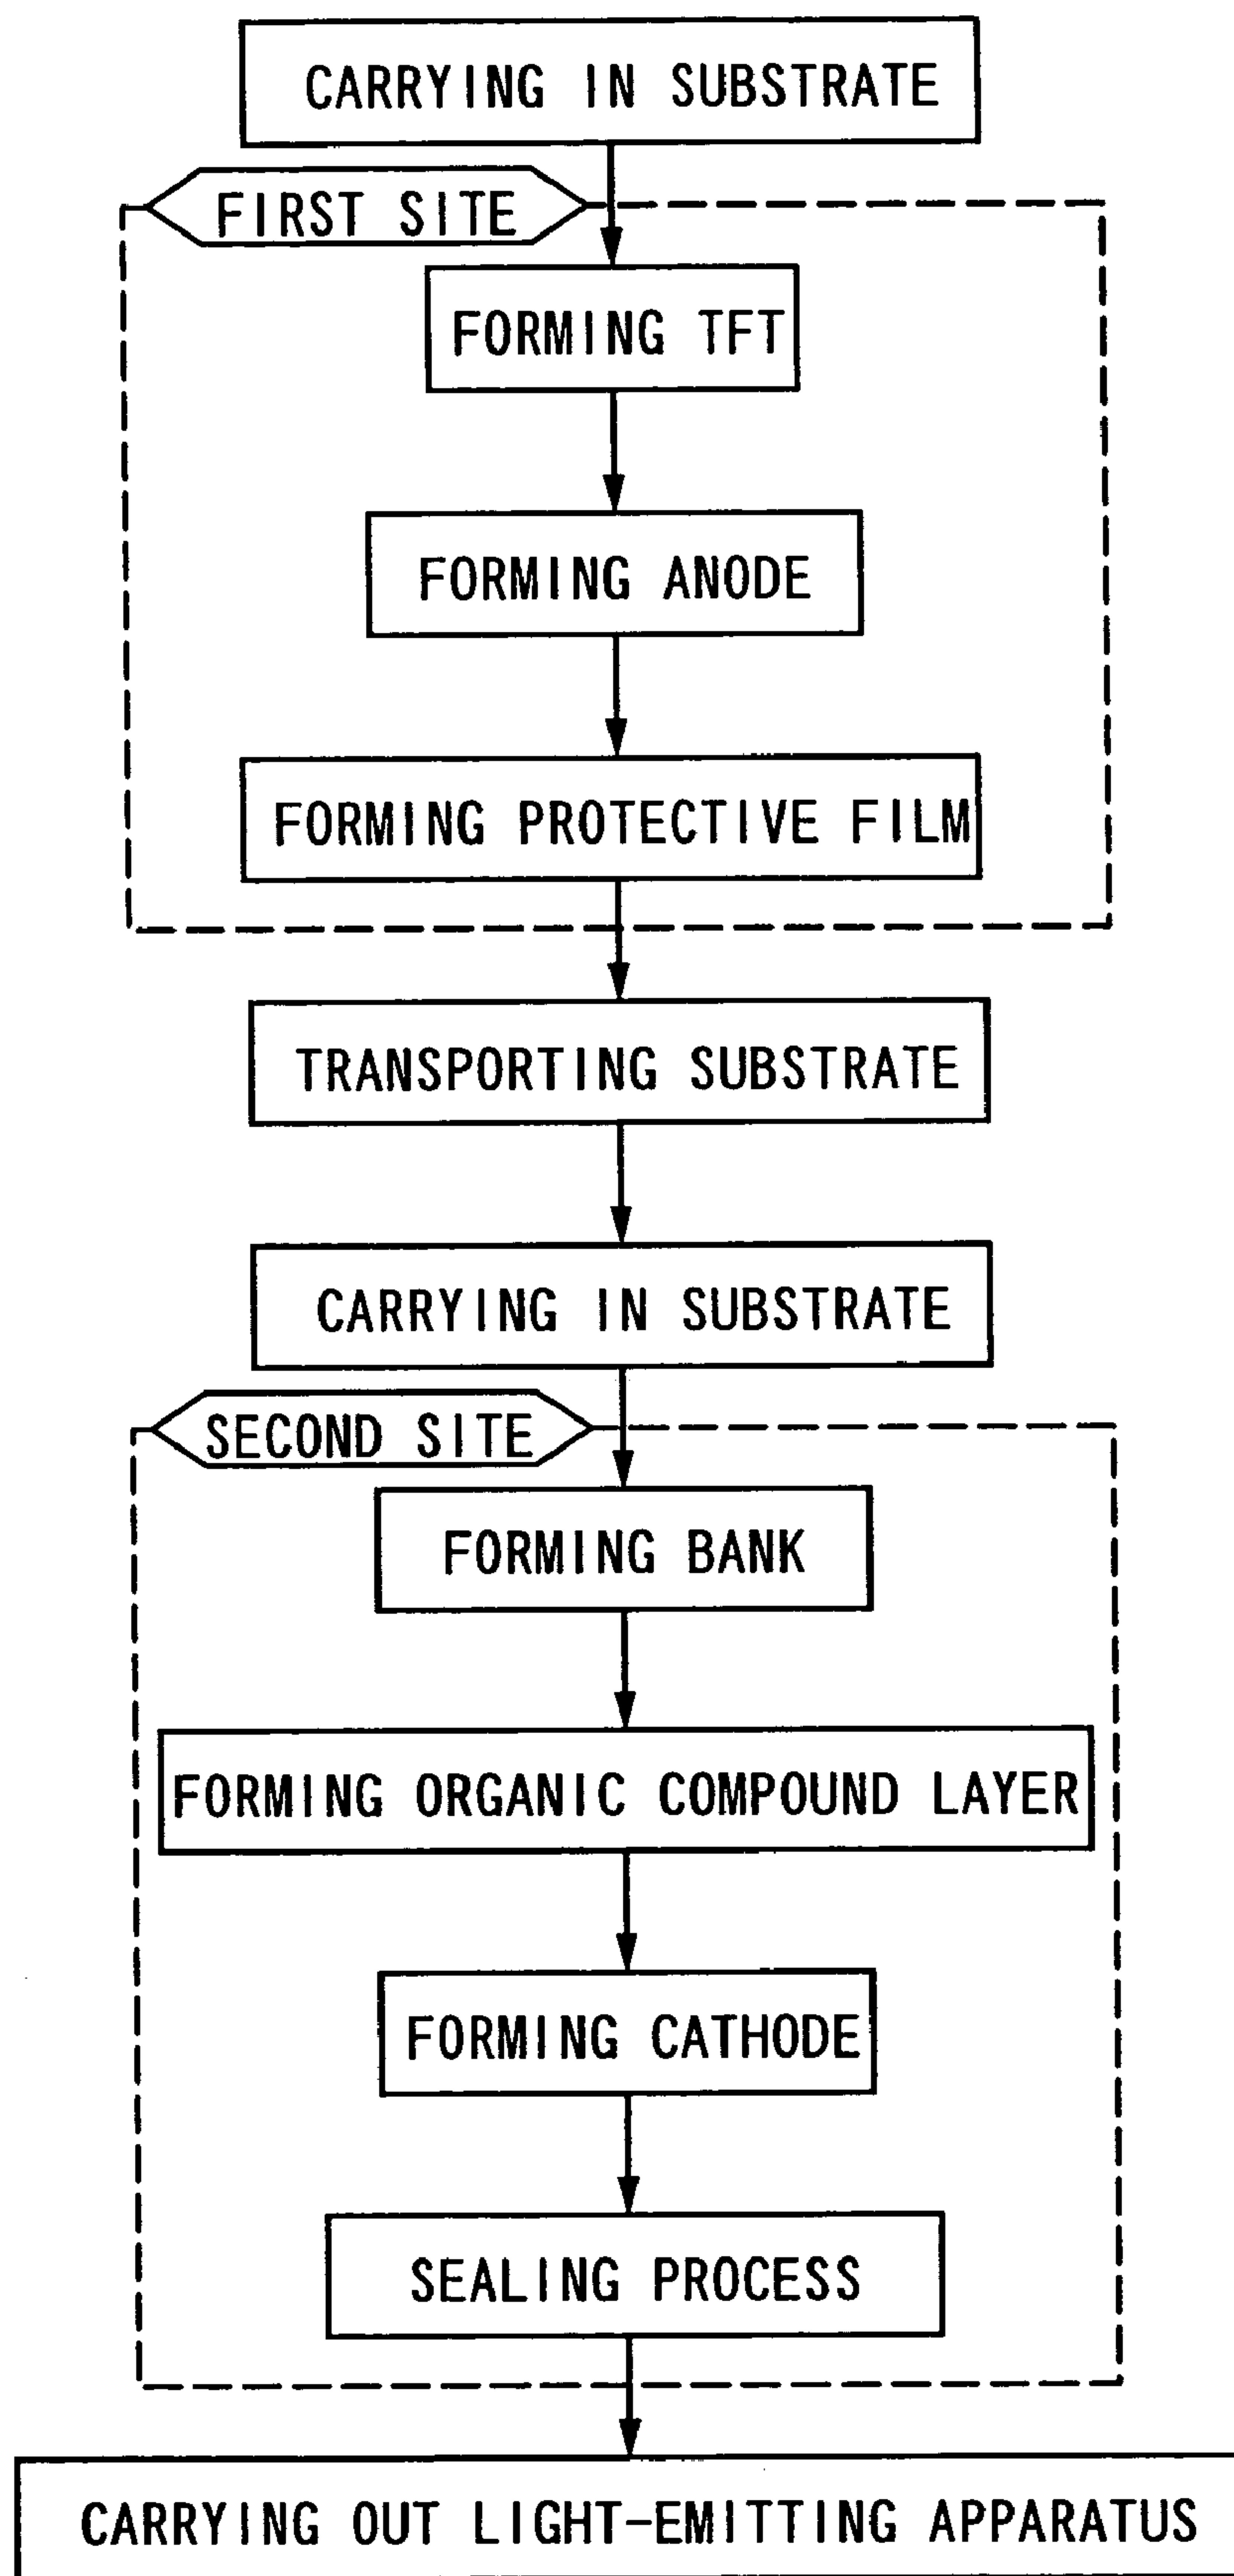 CARRYING IN SUBSTRATE
FIRST SITE
FORMING TFT
FORMING ANODE
FORMING PROTECTIVE FILM
TRANSPORTING SUBSTRATE
CARRYING IN SUBSTRATE
SECOND SITE
FORMING BANK
FORMING ORGANIC COMPOUND LAYER
FORMING CATHODE
SEALING PROCESS
CARRYING OUT LIGHT-EMITTING APPARATUS